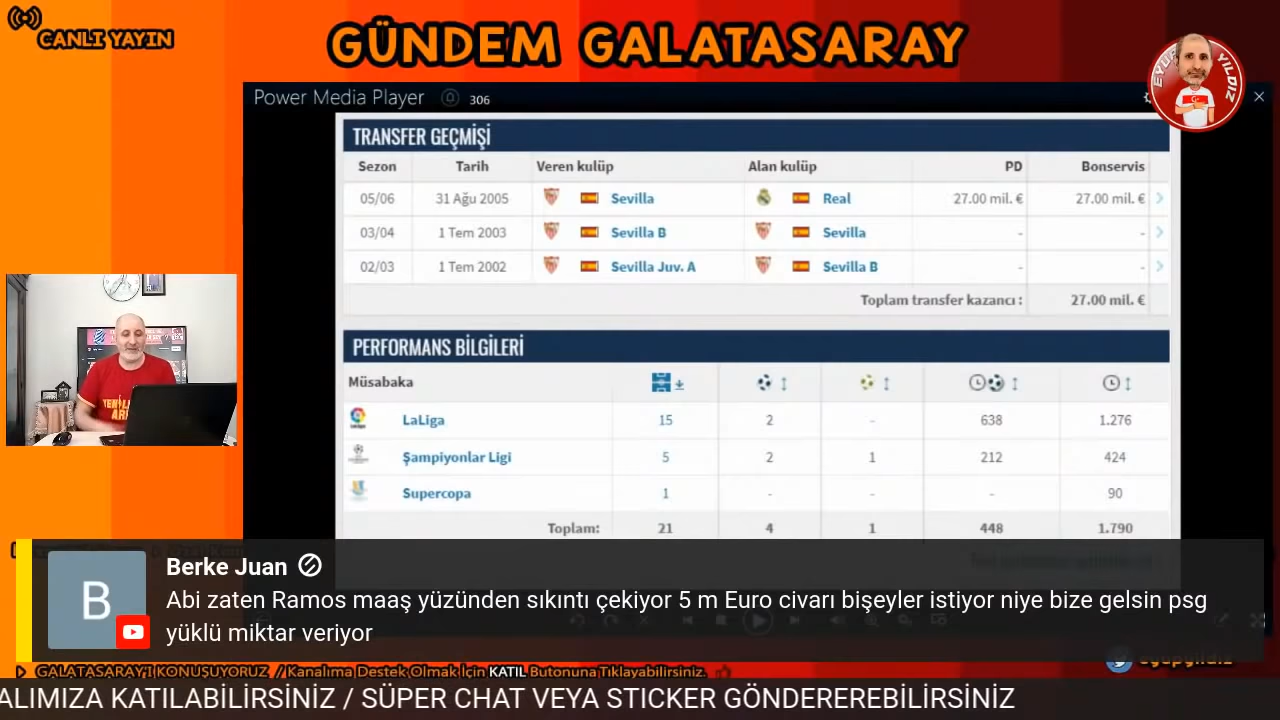 CANLI YAYIN
GÜNDEM GALATASARAY
EYÜP YILDIZ
Power Media Player 306
TRANSFER GEÇMİŞİ
Sezon Tarih Veren kulüp Alan kulüp PD Bonservis
05/06 31 Ağu 2005 Sevilla Real 27.00 mil. € 27.00 mil. €
03/04 1 Tem 2003 Sevilla B Sevilla - -
02/03 1 Tem 2002 Sevilla Juv. A Sevilla B - -
Toplam transfer kazancı : 27.00 mil. €
PERFORMANS BİLGİLERİ
Müsabaka
LaLiga 15 2 - 638 1.276
Şampiyonlar Ligi 5 2 1 212 424
Supercopa 1 - - - 90
Toplam: 21 4 1 448 1.790
B
Berke Juan
Abi zaten Ramos maaş yüzünden sıkıntı çekiyor 5 m Euro civarı bişeyler istiyor niye bize gelsin psg
yüklü miktar veriyor
GALATASARAY'I KONUŞUYORUZ / Kanalıma Destek Olmak İçin KATIL Butonuna Tıklayabilirsiniz.
eyupyildiz
ALIMIZA KATILABİLİRSİNİZ / SÜPER CHAT VEYA STICKER GÖNDEREREBİLİRSİNİZ